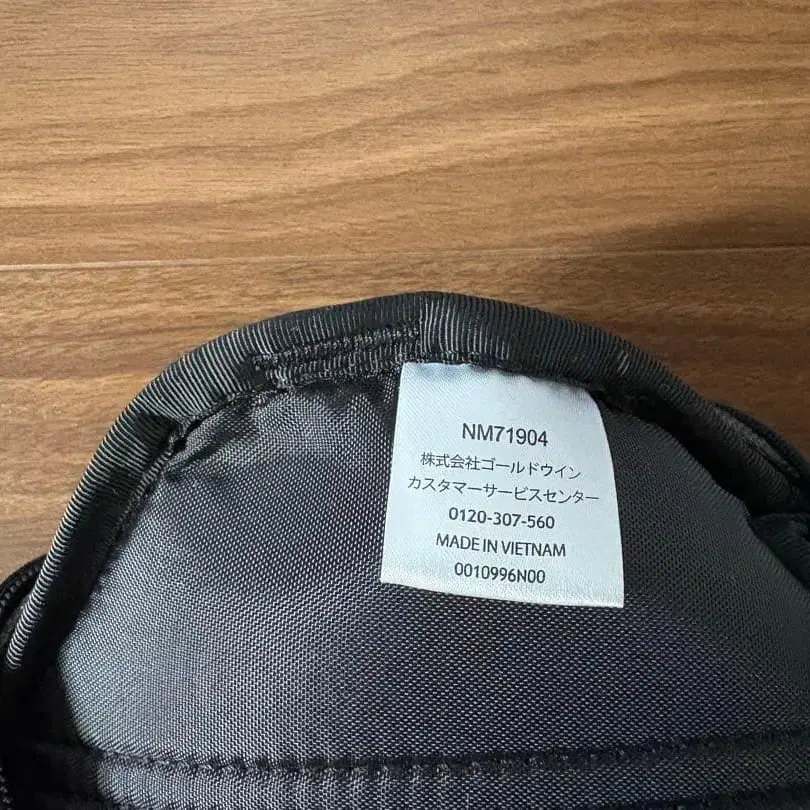 NM71904
株式会社ゴールドウイン
カスタマーサービスセンター
0120-307-560
MADE IN VIETNAM
0010996N00